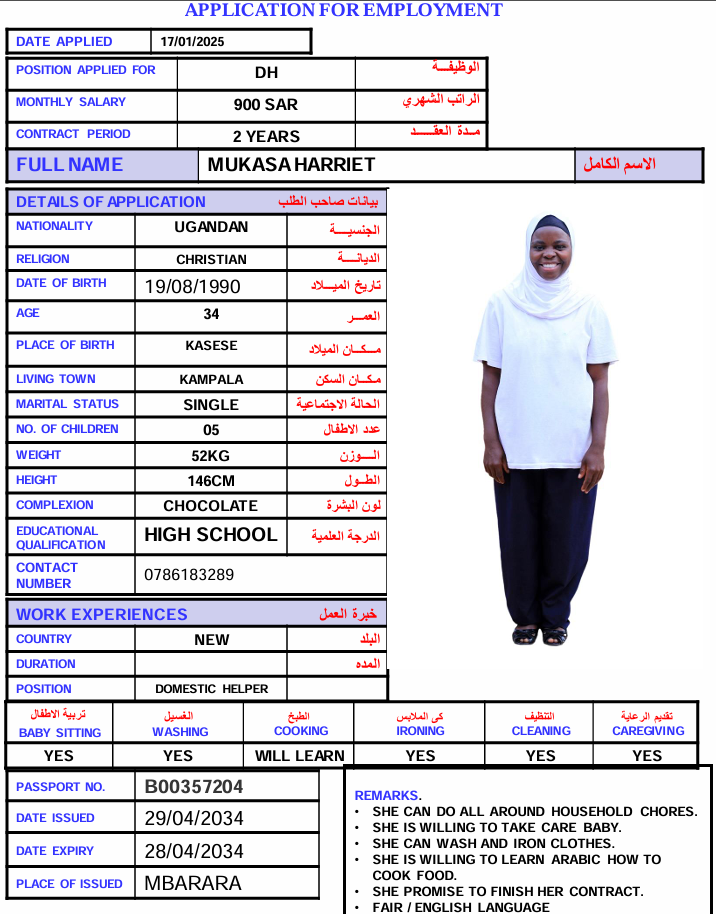 APPLICATION FOR EMPLOYMENT
DATE APPLIED 17/01/2025
POSITION APPLIED FOR DH الوظيفـــة
MONTHLY SALARY 900 SAR الراتب الشهري
CONTRACT PERIOD 2 YEARS مــدة العقــــد
FULL NAME MUKASA HARRIET الاسم الكامل
DETAILS OF APPLICATION بيانات صاحب الطلب
NATIONALITY UGANDAN الجنسيــــة
RELIGION CHRISTIAN الديانــــة
DATE OF BIRTH 19/08/1990 تاريخ الميــلاد
AGE 34 العمــر
PLACE OF BIRTH KASESE مــكــان الميلاد
LIVING TOWN KAMPALA مكــان السكن
MARITAL STATUS SINGLE الحالة الاجتماعية
NO. OF CHILDREN 05 عدد الاطفال
WEIGHT 52KG الــــوزن
HEIGHT 146CM الطــول
COMPLEXION CHOCOLATE لون البشرة
EDUCATIONAL QUALIFICATION HIGH SCHOOL الدرجة العلمية
CONTACT NUMBER 0786183289
WORK EXPERIENCES خبرة العمل
COUNTRY NEW البلد
DURATION المده
POSITION DOMESTIC HELPER
تربية الاطفال الغسيل الطبخ كى الملابس التنظيف تقديم الرعاية
BABY SITTING WASHING COOKING IRONING CLEANING CAREGIVING
YES YES WILL LEARN YES YES YES
PASSPORT NO. B00357204
DATE ISSUED 29/04/2034
DATE EXPIRY 28/04/2034
PLACE OF ISSUED MBARARA
REMARKS.
• SHE CAN DO ALL AROUND HOUSEHOLD CHORES.
• SHE IS WILLING TO TAKE CARE BABY.
• SHE CAN WASH AND IRON CLOTHES.
• SHE IS WILLING TO LEARN ARABIC HOW TO
COOK FOOD.
• SHE PROMISE TO FINISH HER CONTRACT.
• FAIR / ENGLISH LANGUAGE